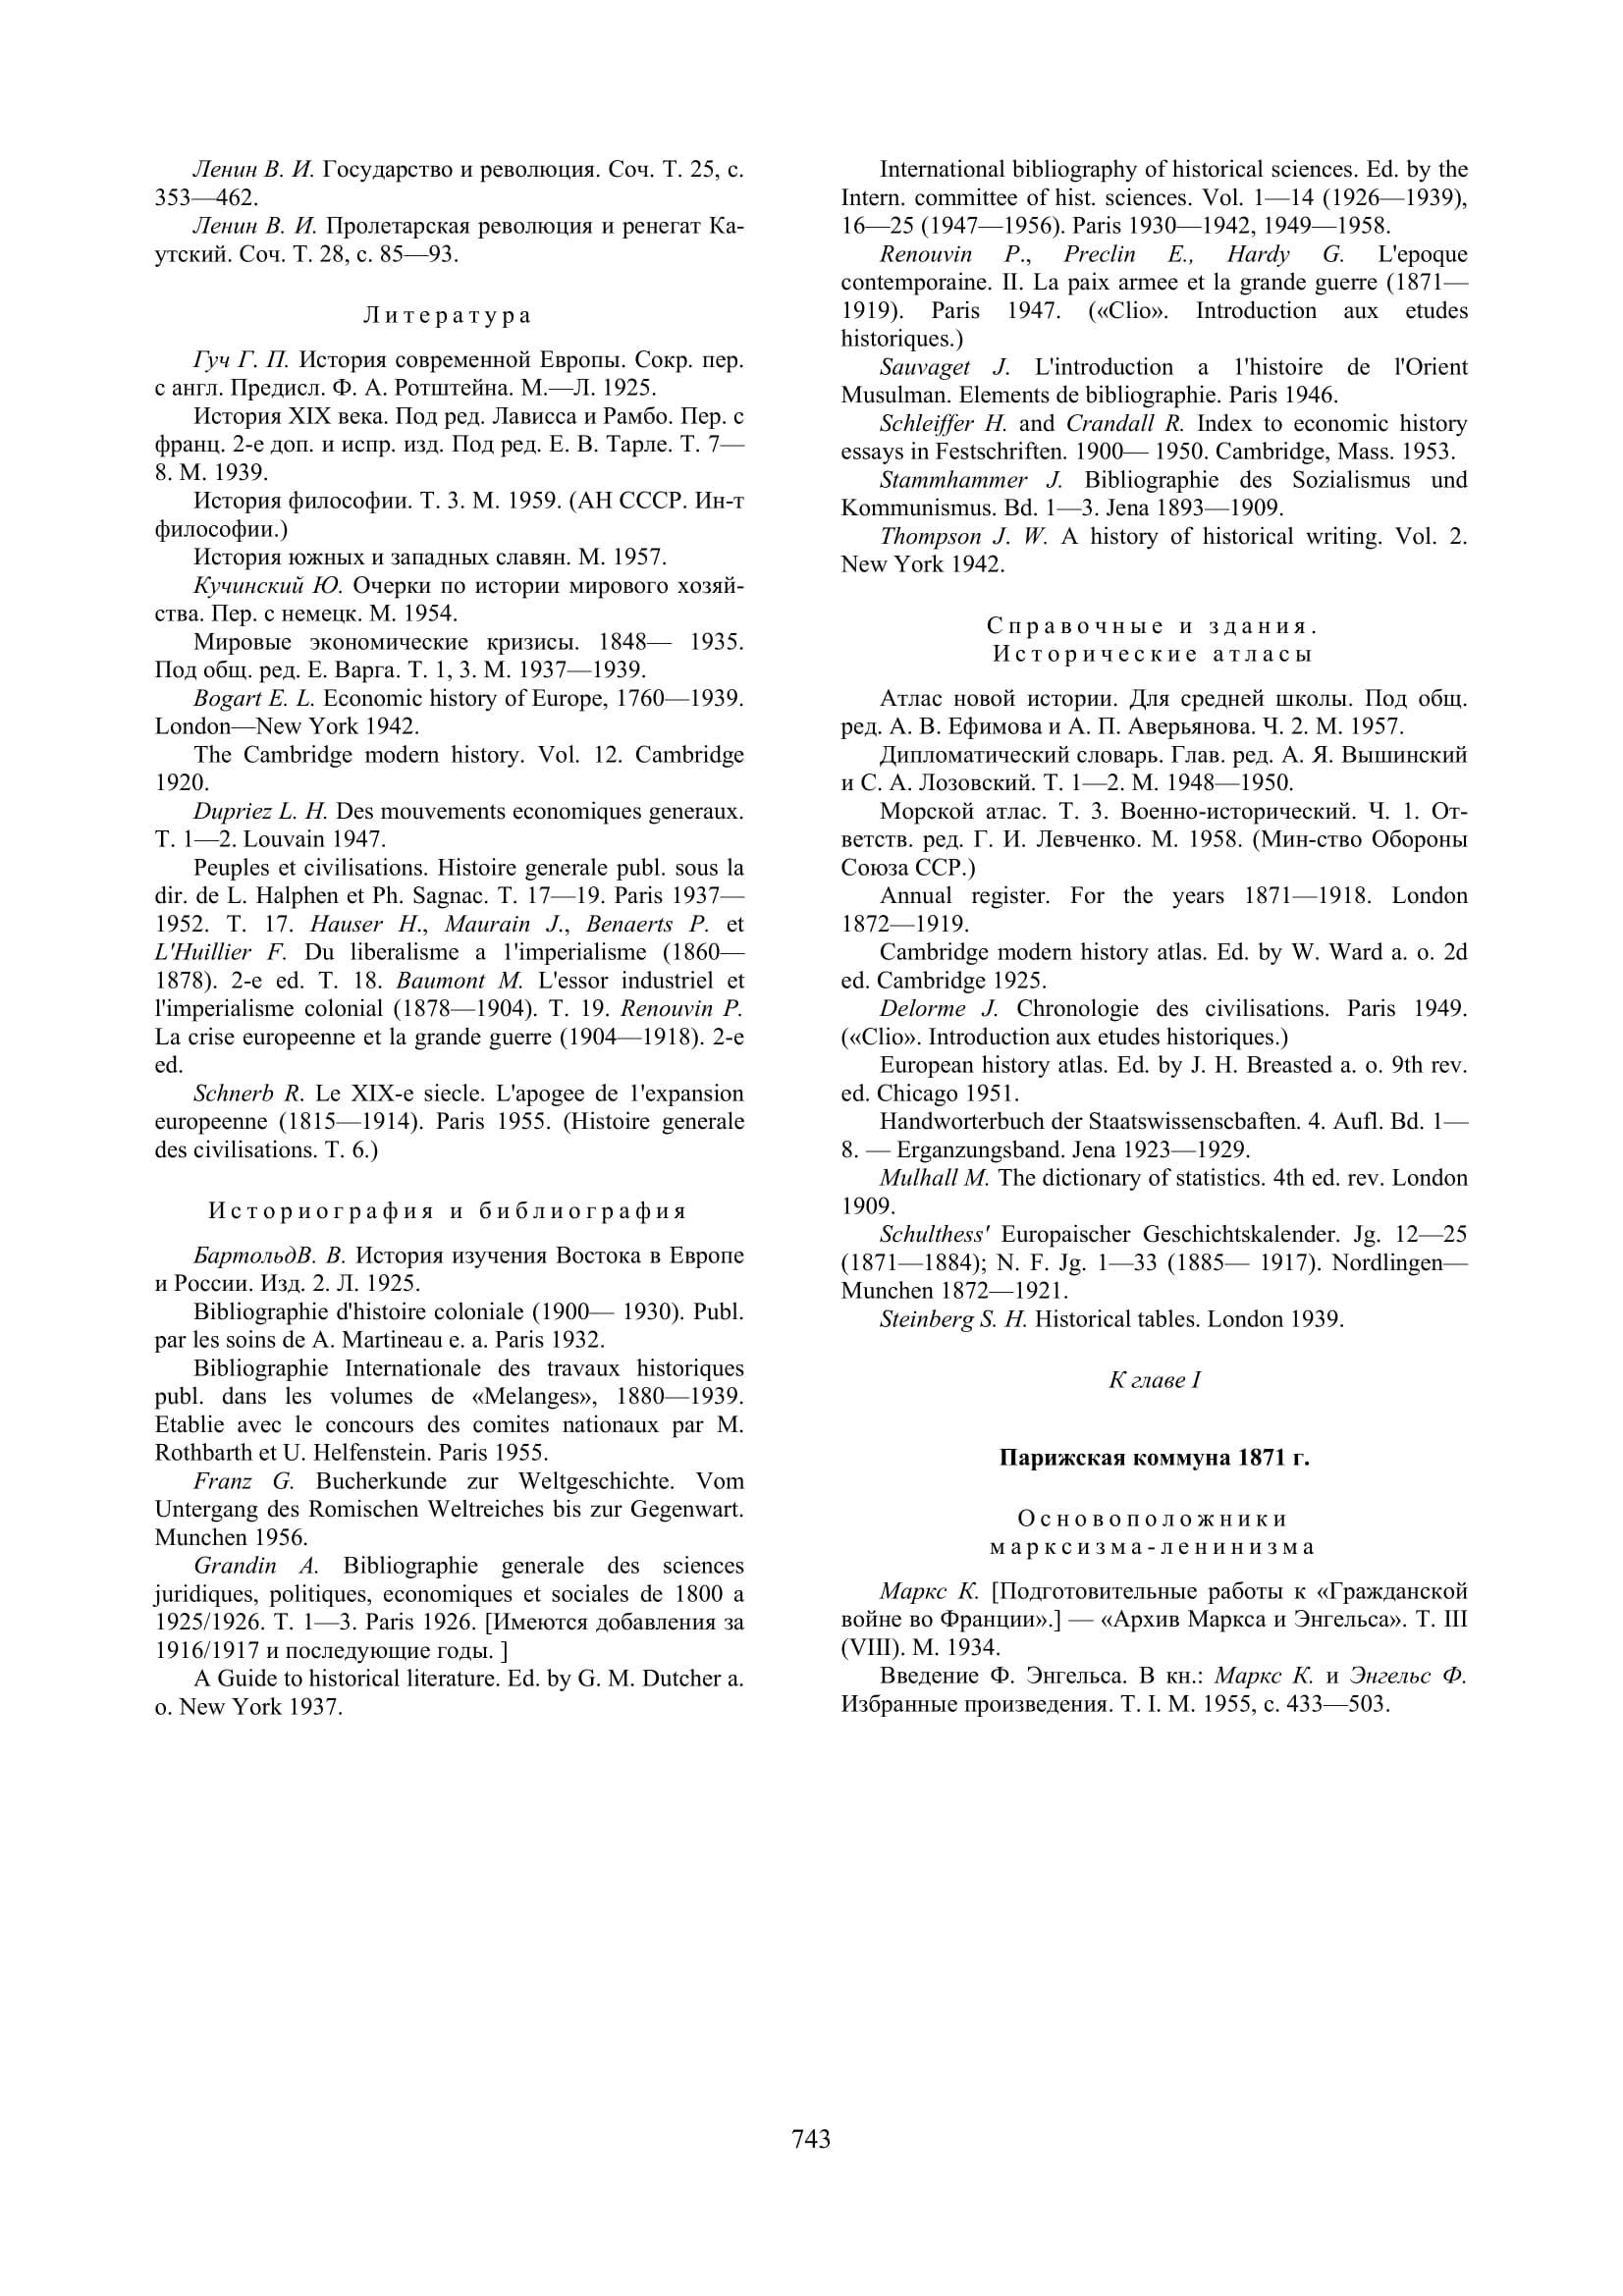 Ленин В. И. Государство и революция. Соч. Т. 25, с.
353—462.
Ленин В. И. Пролетарская революция и ренегат Ка-
утский. Соч. Т. 28, с. 85—93.
Литература
Гуч Г. П. История современной Европы. Сокр. пер.
с англ. Предисл. Ф. А. Ротштейна. М.—Л. 1925.
История XIX века. Под ред. Лависса и Рамбо. Пер. с
франц. 2-е доп. и испр. изд. Под ред. Е. В. Тарле. Т. 7—
8. М. 1939.
История философии. Т. 3. М. 1959. (АН СССР. Ин-т
философии.)
История южных и западных славян. М. 1957.
Кучинский Ю. Очерки по истории мирового хозяй-
ства. Пер. с немецк. М. 1954.
Мировые экономические кризисы. 1848— 1935.
Под общ. ред. Е. Варга. Т. 1, 3. М. 1937—1939.
Bogart E. L. Economic history of Europe, 1760—1939.
London—New York 1942.
The Cambridge modern history. Vol. 12. Cambridge
1920.
Dupriez L. H. Des mouvements economiques generaux.
T. 1—2. Louvain 1947.
Peuples et civilisations. Histoire generale publ. sous la
dir. de L. Halphen et Ph. Sagnac. T. 17—19. Paris 1937—
1952. T. 17. Hauser H., Maurain J., Benaerts P. et
L'Huillier F. Du liberalisme a 1'imperialisme (1860—
1878). 2-e ed. T. 18. Baumont M. L'essor industriel et
l'imperialisme colonial (1878—1904). T. 19. Renouvin P.
La crise europeenne et la grande guerre (1904—1918). 2-e
ed.
Schnerb R. Le XIX-e siecle. L'apogee de 1'expansion
europeenne (1815—1914). Paris 1955. (Histoire generale
des civilisations. T. 6.)
Историография и библиография
БартольдВ. В. История изучения Востока в Европе
и России. Изд. 2. Л. 1925.
Bibliographie d'histoire coloniale (1900— 1930). Publ.
par les soins de A. Martineau e. a. Paris 1932.
Bibliographie Internationale des travaux historiques
publ. dans les volumes de «Melanges», 1880—1939.
Etablie avec le concours des comites nationaux par M.
Rothbarth et U. Helfenstein. Paris 1955.
Franz G. Bucherkunde zur Weltgeschichte. Vom
Untergang des Romischen Weltreiches bis zur Gegenwart.
Munchen 1956.
Grandin A. Bibliographie generale des sciences
juridiques, politiques, economiques et sociales de 1800 a
1925/1926. T. 1—3. Paris 1926. [Имеются добавления за
1916/1917 и последующие годы. ]
A Guide to historical literature. Ed. by G. M. Dutcher a.
o. New York 1937.
International bibliography of historical sciences. Ed. by the
Intern. committee of hist. sciences. Vol. 1—14 (1926—1939),
16—25 (1947—1956). Paris 1930—1942, 1949—1958.
Renouvin P., Preclin E., Hardy G. L'epoque
contemporaine. II. La paix armee et la grande guerre (1871—
1919). Paris 1947. («Clio». Introduction aux etudes
historiques.)
Sauvaget J. L'introduction a 1'histoire de l'Orient
Musulman. Elements de bibliographie. Paris 1946.
Schleiffer H. and Crandall R. Index to economic history
essays in Festschriften. 1900— 1950. Cambridge, Mass. 1953.
Stammhammer J. Bibliographie des Sozialismus und
Kommunismus. Bd. 1—3. Jena 1893—1909.
Thompson J. W. A history of historical writing. Vol. 2.
New York 1942.
Справочные и здания.
Исторические атласы
Атлас новой истории. Для средней школы. Под общ.
ред. А. В. Ефимова и А. П. Аверьянова. Ч. 2. М. 1957.
Дипломатический словарь. Глав. ред. А. Я. Вышинский
и С. А. Лозовский. Т. 1—2. М. 1948—1950.
Морской атлас. Т. 3. Военно-исторический. Ч. 1. От-
ветств. ред. Г. И. Левченко. М. 1958. (Мин-ство Обороны
Союза ССР.)
Annual register. For the years 1871—1918. London
1872—1919.
Cambridge modern history atlas. Ed. by W. Ward a. o. 2d
ed. Cambridge 1925.
Delorme J. Chronologie des civilisations. Paris 1949.
(«Clio». Introduction aux etudes historiques.)
European history atlas. Ed. by J. H. Breasted a. o. 9th rev.
ed. Chicago 1951.
Handworterbuch der Staatswissenscbaften. 4. Aufl. Bd. 1—
8. — Erganzungsband. Jena 1923—1929.
Mulhall M. The dictionary of statistics. 4th ed. rev. London
1909.
Schulthess' Europaischer Geschichtskalender. Jg. 12—25
(1871—1884); N. F. Jg. 1—33 (1885— 1917). Nordlingen—
Munchen 1872—1921.
Steinberg S. H. Historical tables. London 1939.
К главе I
Парижская коммуна 1871 г.
Основоположники
марксизма-ленинизма
Маркс К. [Подготовительные работы к «Гражданской
войне во Франции».] — «Архив Маркса и Энгельса». Т. III
(VIII). М. 1934.
Введение Ф. Энгельса. В кн.: Маркс К. и Энгельс Ф.
Избранные произведения. Т. I. М. 1955, с. 433—503.
743